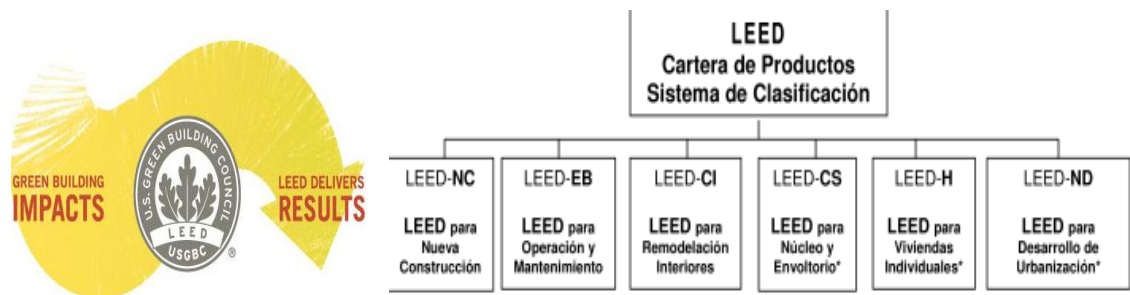 GREEN BUILDING
IMPACTS
U.S. GREEN BUILDING COUNCIL
LEED
USGBC
®
LEED DELIVERS
RESULTS
LEED
Cartera de Productos
Sistema de Clasificación
LEED-NC
LEED para
Nueva
Construcción
LEED-EB
LEED para
Operación y
Mantenimiento
LEED-CI
LEED para
Remodelación
Interiores
LEED-CS
LEED para
Núcleo y
Envoltorio*
LEED-H
LEED para
Viviendas
Individuales*
LEED-ND
LEED para
Desarrollo de
Urbanización*